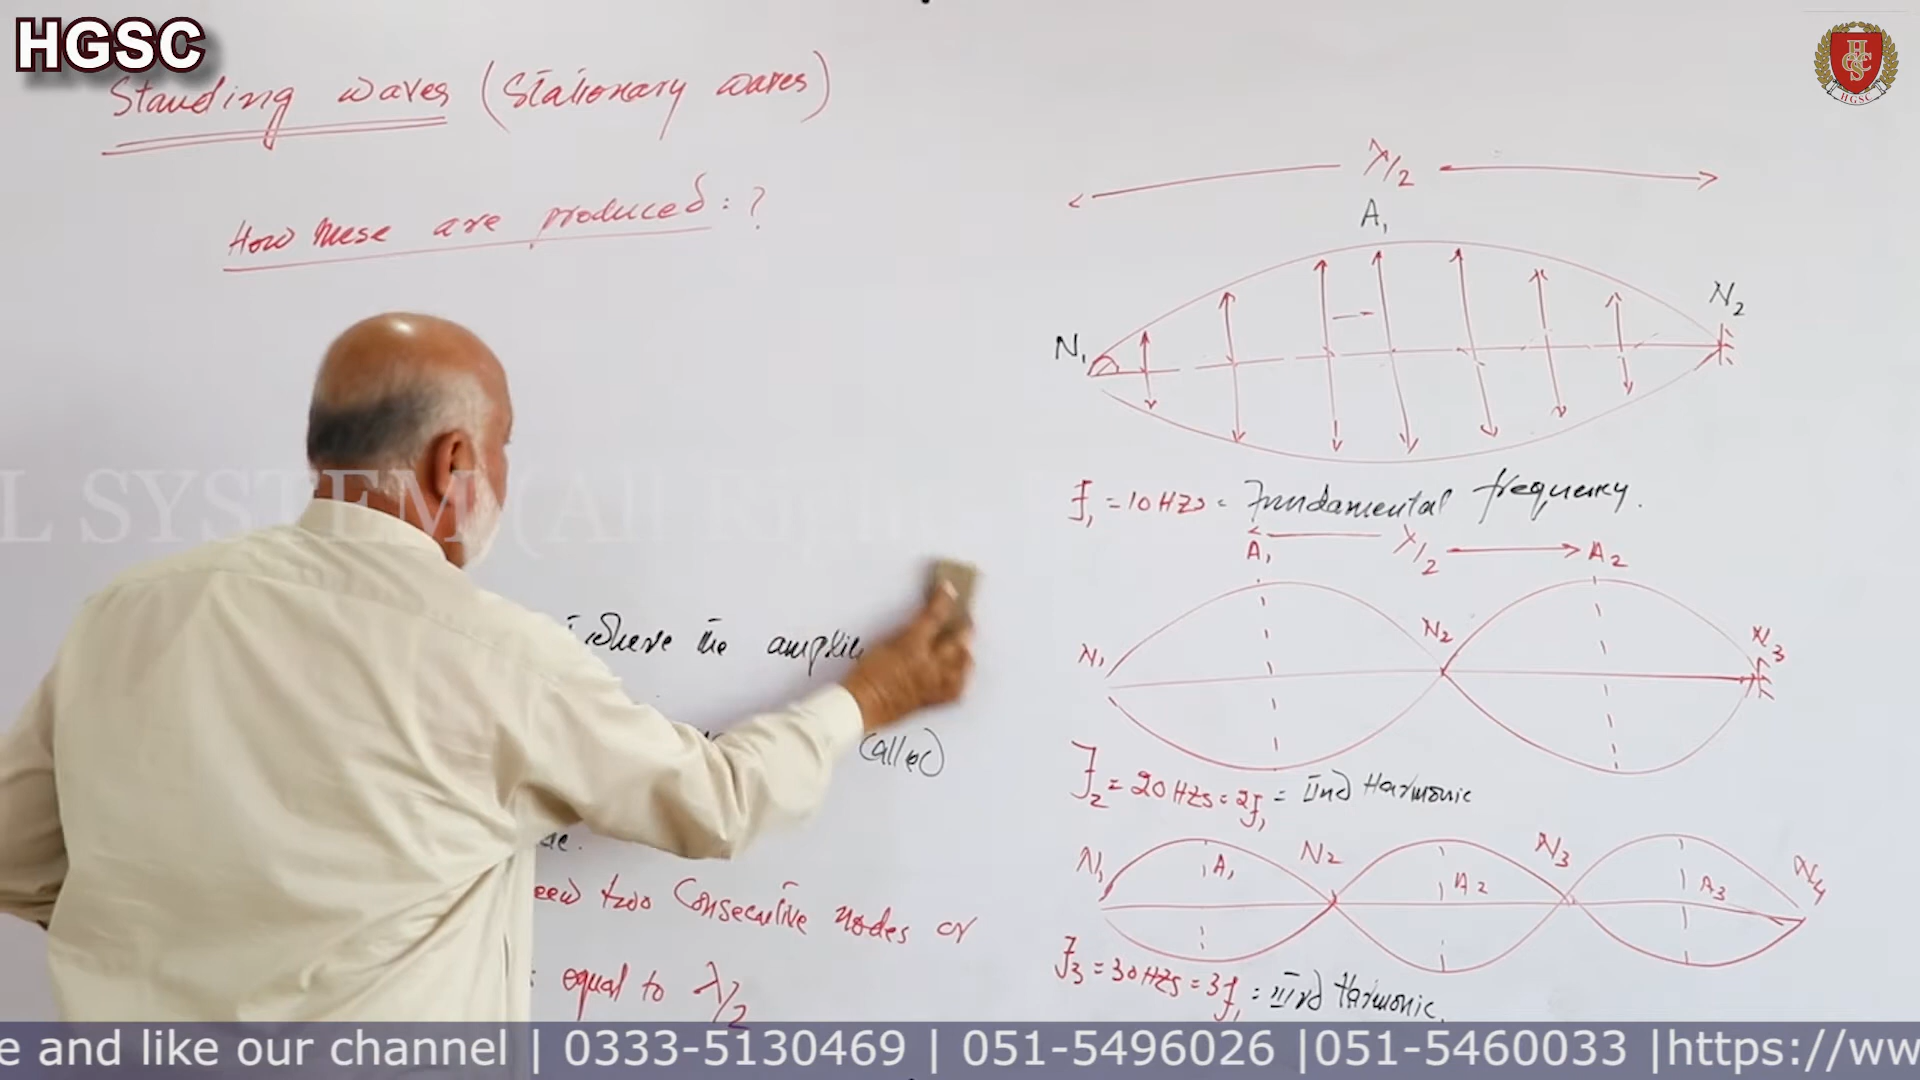 HGSC
Standing waves (Stationary waves)
How these are produced : ?
where the
called
two Consecutive nodes or
equal to λ/2
λ/2
A1
N1
N2
f1 = 10 Hzs = Fundamental frequency.
A1 λ/2 A2
N1 N2 N3
f2 = 20 Hzs = 2f1 = IInd Harmonic
N1 A1 N2 A2 N3 A3 N4
f3 = 30 Hzs = 3f1 = IIIrd Harmonic.
L SYSTEM (All
HGSC
e and like our channel | 0333-5130469 | 051-5496026 |051-5460033 |https://ww